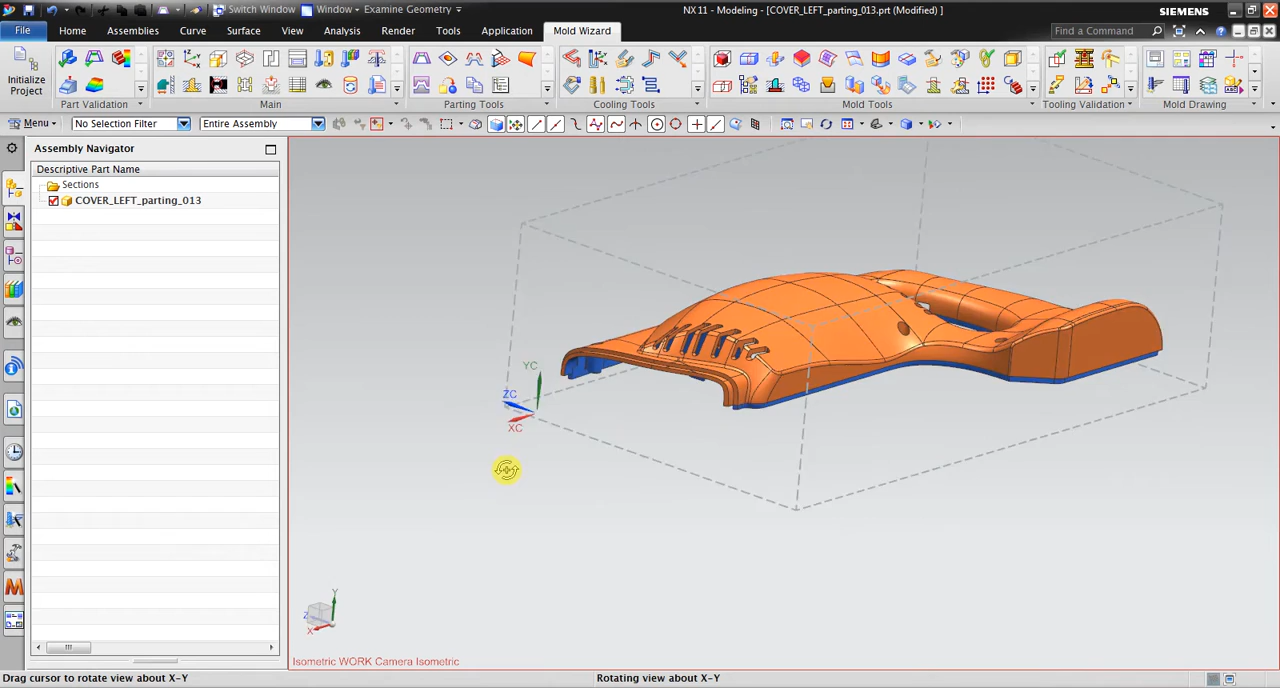 Switch Window Window Examine Geometry
NX 11 - Modeling - [COVER_LEFT_parting_013.prt (Modified) ]
SIEMENS
File Home Assemblies Curve Surface View Analysis Render Tools Application Mold Wizard
Find a Command
Initialize
Project
Part Validation Main Parting Tools Cooling Tools Mold Tools Tooling Validation Mold Drawing
Menu No Selection Filter Entire Assembly
Assembly Navigator
Descriptive Part Name
Sections
COVER_LEFT_parting_013
YC
ZC
XC
Y
Z
X
Isometric WORK Camera Isometric
Drag cursor to rotate view about X-Y
Rotating view about X-Y